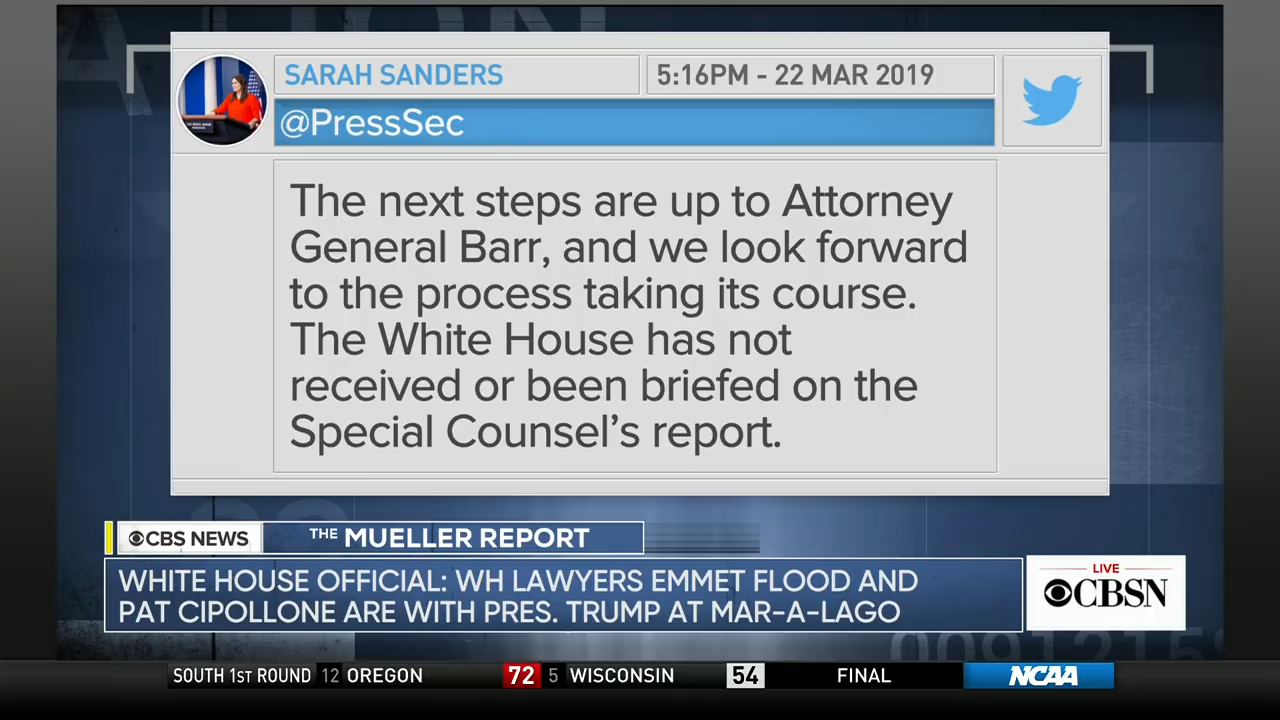 SARAH SANDERS
5:16PM - 22 MAR 2019
@PressSec
The next steps are up to Attorney
General Barr, and we look forward
to the process taking its course.
The White House has not
received or been briefed on the
Special Counsel's report.
CBS NEWS
THE MUELLER REPORT
WHITE HOUSE OFFICIAL: WH LAWYERS EMMET FLOOD AND
PAT CIPOLLONE ARE WITH PRES. TRUMP AT MAR-A-LAGO
LIVE
CBSN
SOUTH 1ST ROUND 12 OREGON 72 5 WISCONSIN 54 FINAL NCAA